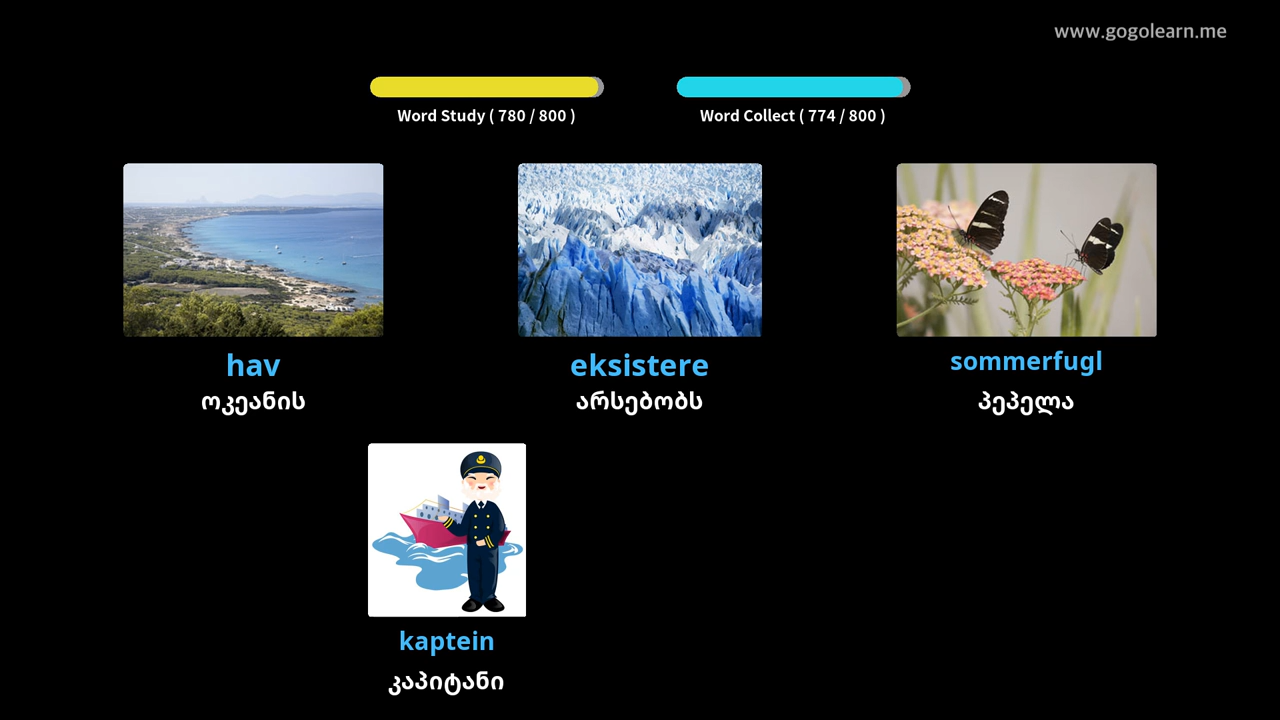 www.gogolearn.me
Word Study ( 780 / 800 )
Word Collect ( 774 / 800 )
hav
ოკეანის
eksistere
არსებობს
sommerfugl
პეპელა
kaptein
კაპიტანი